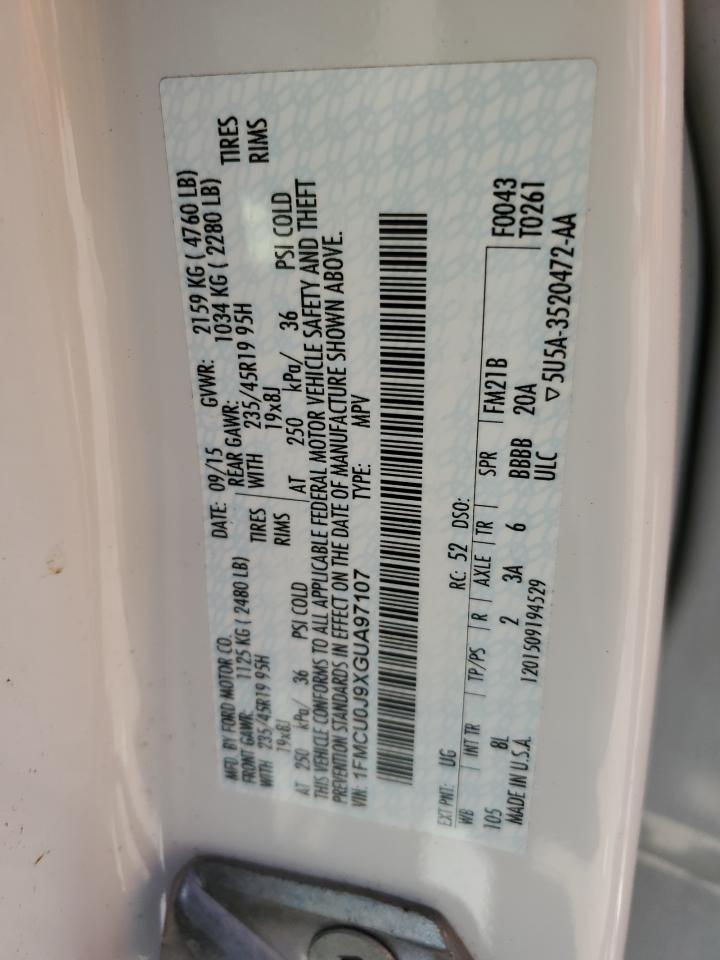 MFD. BY FORD MOTOR CO.
DATE: 09/15 GVWR: 2159 KG ( 4760 LB)
FRONT GAWR: 1125 KG ( 2480 LB)
REAR GAWR: 1034 KG ( 2280 LB)
WITH 235/45R19 95H TIRES
WITH 235/45R19 95H TIRES
19x8J RIMS
19x8J RIMS
AT 250 kPa/ 36 PSI COLD
AT 250 kPa/ 36 PSI COLD
THIS VEHICLE CONFORMS TO ALL APPLICABLE FEDERAL MOTOR VEHICLE SAFETY AND THEFT
PREVENTION STANDARDS IN EFFECT ON THE DATE OF MANUFACTURE SHOWN ABOVE.
VIN: 1FMCU0J9XGUA97107 TYPE: MPV
EXT PNT: UG RC: 52 DSO:
WB INT TR TP/PS R AXLE TR SPR FM21B F0043
105 8L 2 3A 6 BBBB 20A T0261
MADE IN U.S.A. 1201509194529 ULC ▽5U5A-3520472-AA